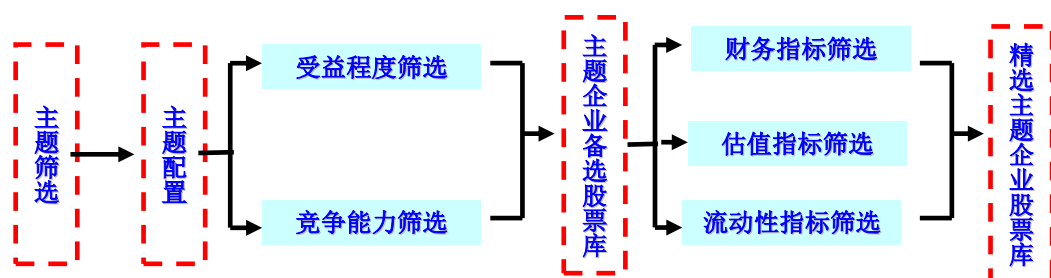 主题筛选
主题配置
受益程度筛选
竞争能力筛选
主题企业备选股票库
财务指标筛选
估值指标筛选
流动性指标筛选
精选主题企业股票库